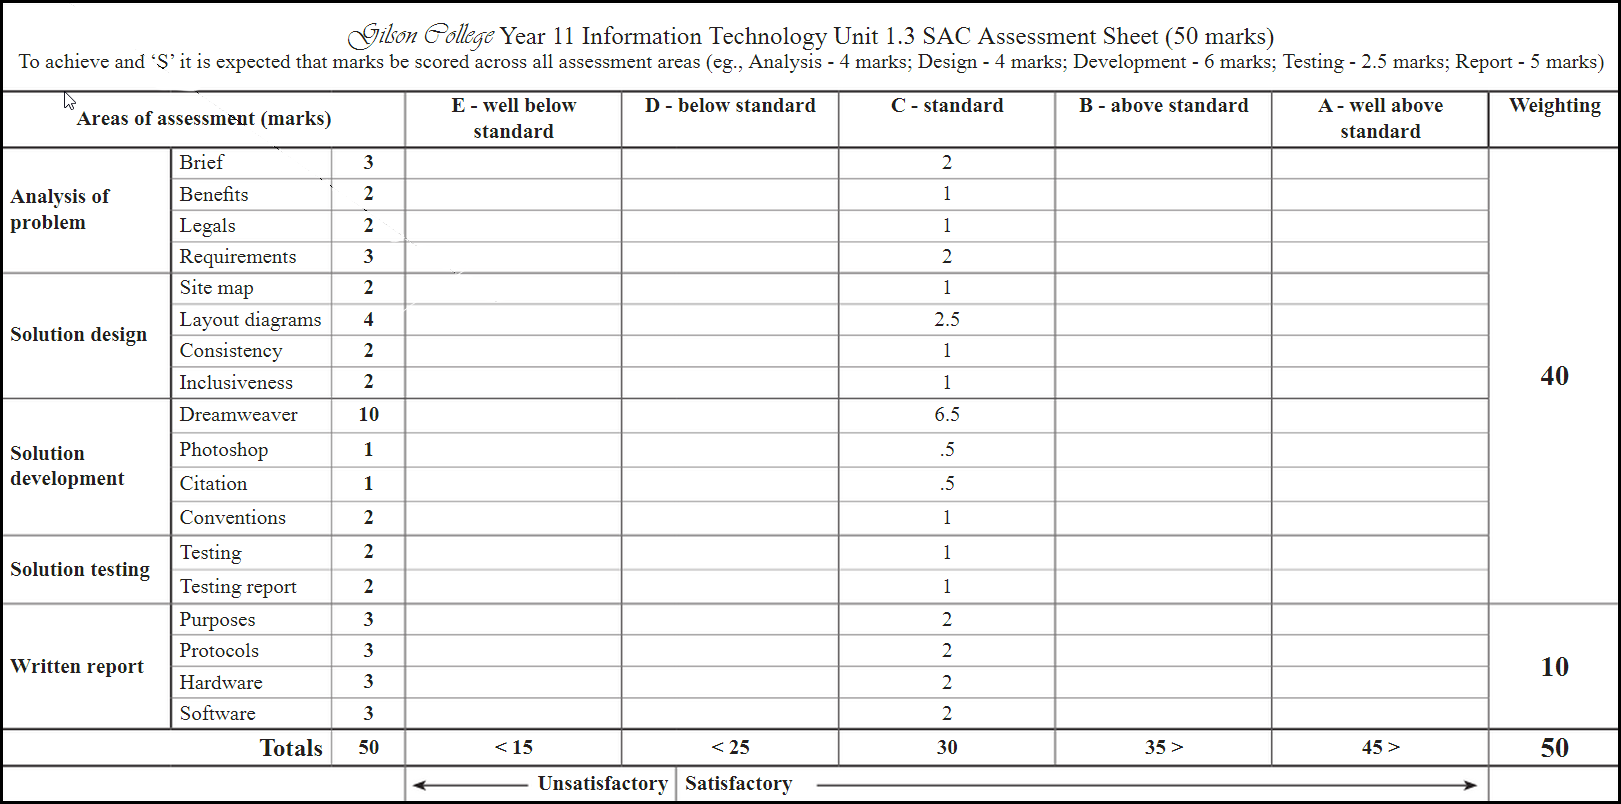 Gilson College Year 11 Information Technology Unit 1.3 SAC Assessment Sheet (50 marks)
To achieve and ‘S’ it is expected that marks be scored across all assessment areas (eg., Analysis - 4 marks; Design - 4 marks; Development - 6 marks; Testing - 2.5 marks; Report - 5 marks)
Areas of assessment (marks) E - well below standard D - below standard C - standard B - above standard A - well above standard Weighting
Analysis of problem
Brief 3 2
Benefits 2 1
Legals 2 1
Requirements 3 2
Solution design
Site map 2 1
Layout diagrams 4 2.5
Consistency 2 1
Inclusiveness 2 1
40
Solution development
Dreamweaver 10 6.5
Photoshop 1 .5
Citation 1 .5
Conventions 2 1
Solution testing
Testing 2 1
Testing report 2 1
Written report
Purposes 3 2
Protocols 3 2
Hardware 3 2
Software 3 2
10
Totals 50 < 15 < 25 30 35 > 45 > 50
Unsatisfactory Satisfactory